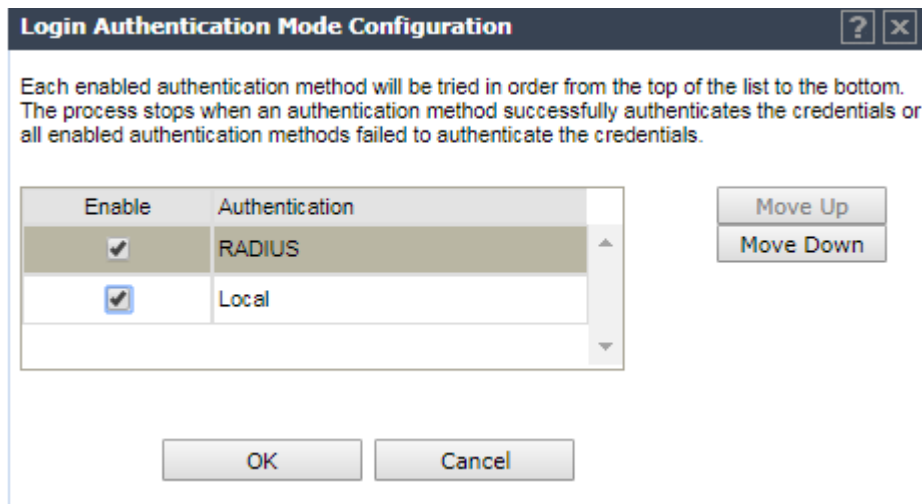 Login Authentication Mode Configuration ? x
Each enabled authentication method will be tried in order from the top of the list to the bottom.
The process stops when an authentication method successfully authenticates the credentials or
all enabled authentication methods failed to authenticate the credentials.
Enable Authentication
RADIUS
Local
Move Up
Move Down
OK Cancel